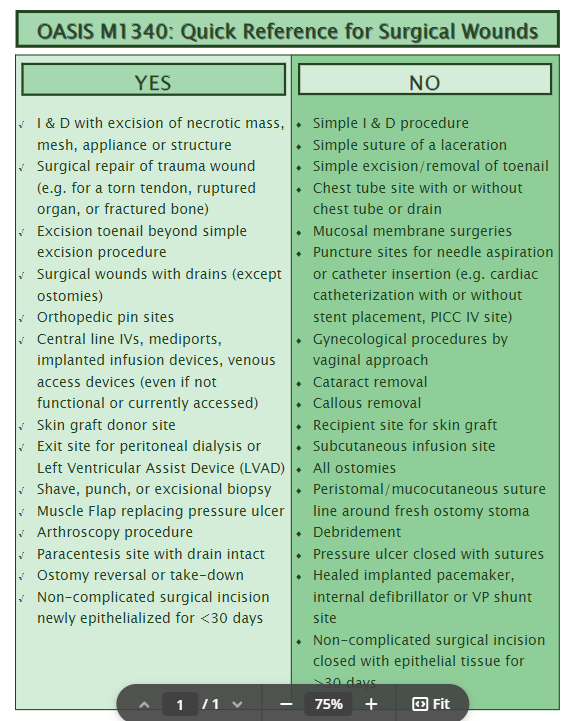 OASIS M1340: Quick Reference for Surgical Wounds
YES
I & D with excision of necrotic mass,
mesh, appliance or structure
Surgical repair of trauma wound
(e.g. for a torn tendon, ruptured
organ, or fractured bone)
Excision toenail beyond simple
excision procedure
Surgical wounds with drains (except
ostomies)
Orthopedic pin sites
Central line IVs, mediports,
implanted infusion devices, venous
access devices (even if not
functional or currently accessed)
Skin graft donor site
Exit site for peritoneal dialysis or
Left Ventricular Assist Device (LVAD)
Shave, punch, or excisional biopsy
Muscle Flap replacing pressure ulcer
Arthroscopy procedure
Paracentesis site with drain intact
Ostomy reversal or take-down
Non-complicated surgical incision
newly epithelialized for <30 days
NO
Simple I & D procedure
Simple suture of a laceration
Simple excision/removal of toenail
Chest tube site with or without
chest tube or drain
Mucosal membrane surgeries
Puncture sites for needle aspiration
or catheter insertion (e.g. cardiac
catheterization with or without
stent placement, PICC IV site)
Gynecological procedures by
vaginal approach
Cataract removal
Callous removal
Recipient site for skin graft
Subcutaneous infusion site
All ostomies
Peristomal/mucocutaneous suture
line around fresh ostomy stoma
Debridement
Pressure ulcer closed with sutures
Healed implanted pacemaker,
internal defibrillator or VP shunt
site
Non-complicated surgical incision
closed with epithelial tissue for
>30 days
1 / 1 75% Fit